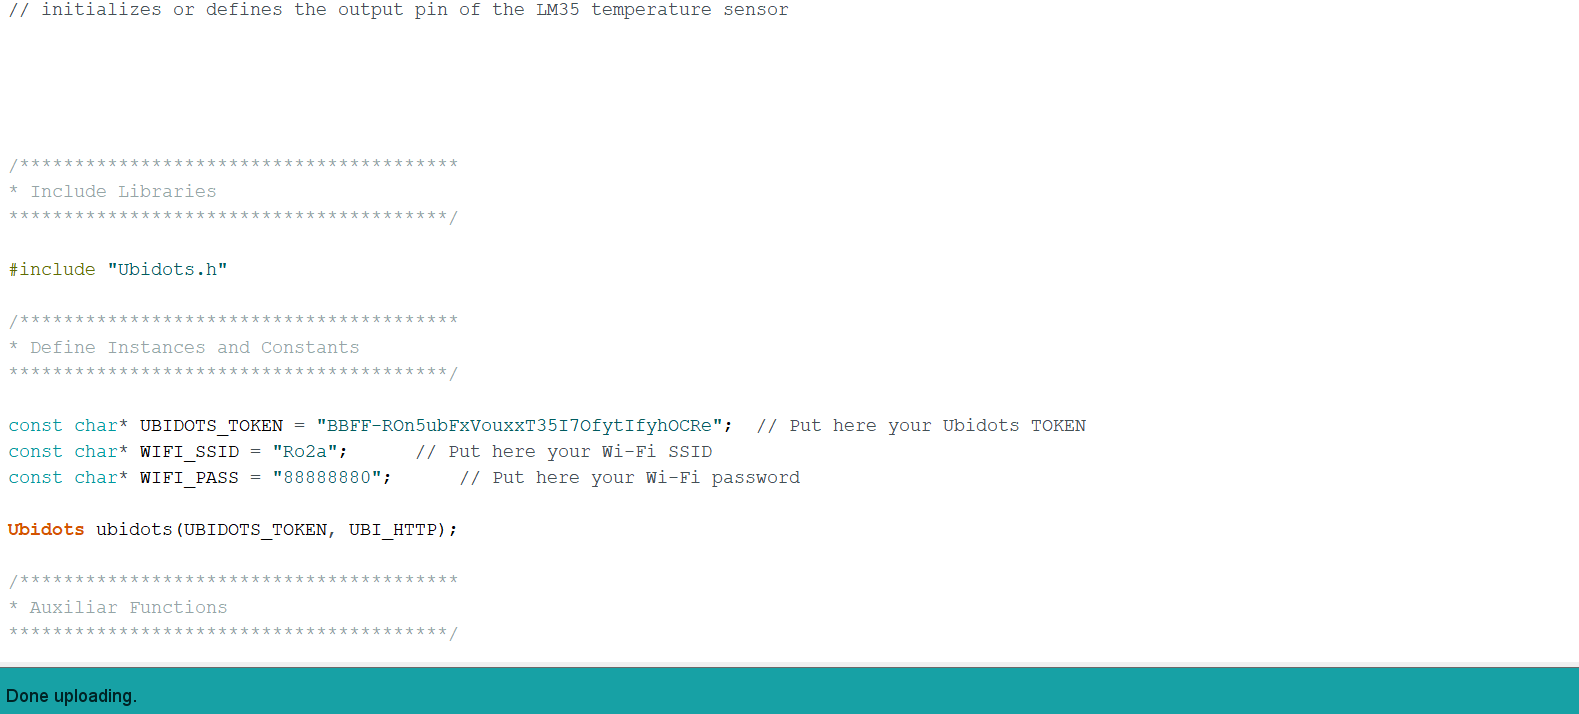 // initializes or defines the output pin of the LM35 temperature sensor
/****************************************
* Include Libraries
****************************************/
#include "Ubidots.h"
/****************************************
* Define Instances and Constants
****************************************/
const char* UBIDOTS_TOKEN = "BBFF-ROn5ubFxVouxxT35I7OfytIfyhOCRe";  // Put here your Ubidots TOKEN
const char* WIFI_SSID = "Ro2a";      // Put here your Wi-Fi SSID
const char* WIFI_PASS = "88888880";      // Put here your Wi-Fi password
Ubidots ubidots(UBIDOTS_TOKEN, UBI_HTTP);
/****************************************
* Auxiliar Functions
****************************************/
Done uploading.